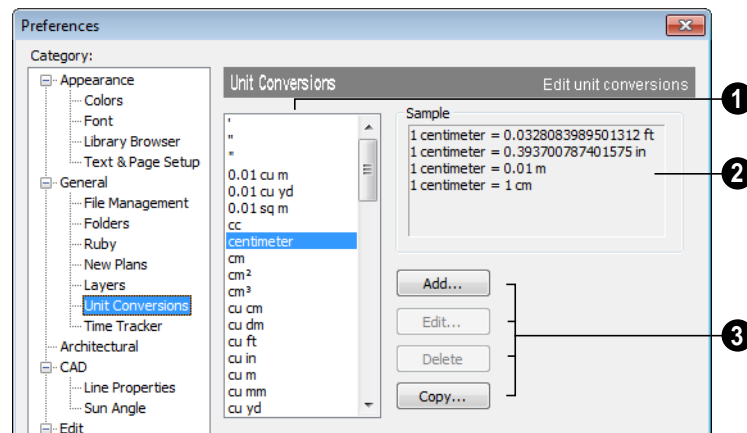 Preferences
Category:
Appearance
Colors
Font
Library Browser
Text & Page Setup
General
File Management
Folders
Ruby
New Plans
Layers
Unit Conversions
Time Tracker
Architectural
CAD
Line Properties
Sun Angle
Edit
Unit Conversions
Edit unit conversions
'
"
"
0.01 cu m
0.01 cu yd
0.01 sq m
cc
centimeter
cm
cm²
cm³
cu cm
cu dm
cu ft
cu in
cu m
cu mm
cu yd
Sample
1 centimeter = 0.0328083989501312 ft
1 centimeter = 0.393700787401575 in
1 centimeter = 0.01 m
1 centimeter = 1 cm
Add...
Edit...
Delete
Copy...
1
2
3